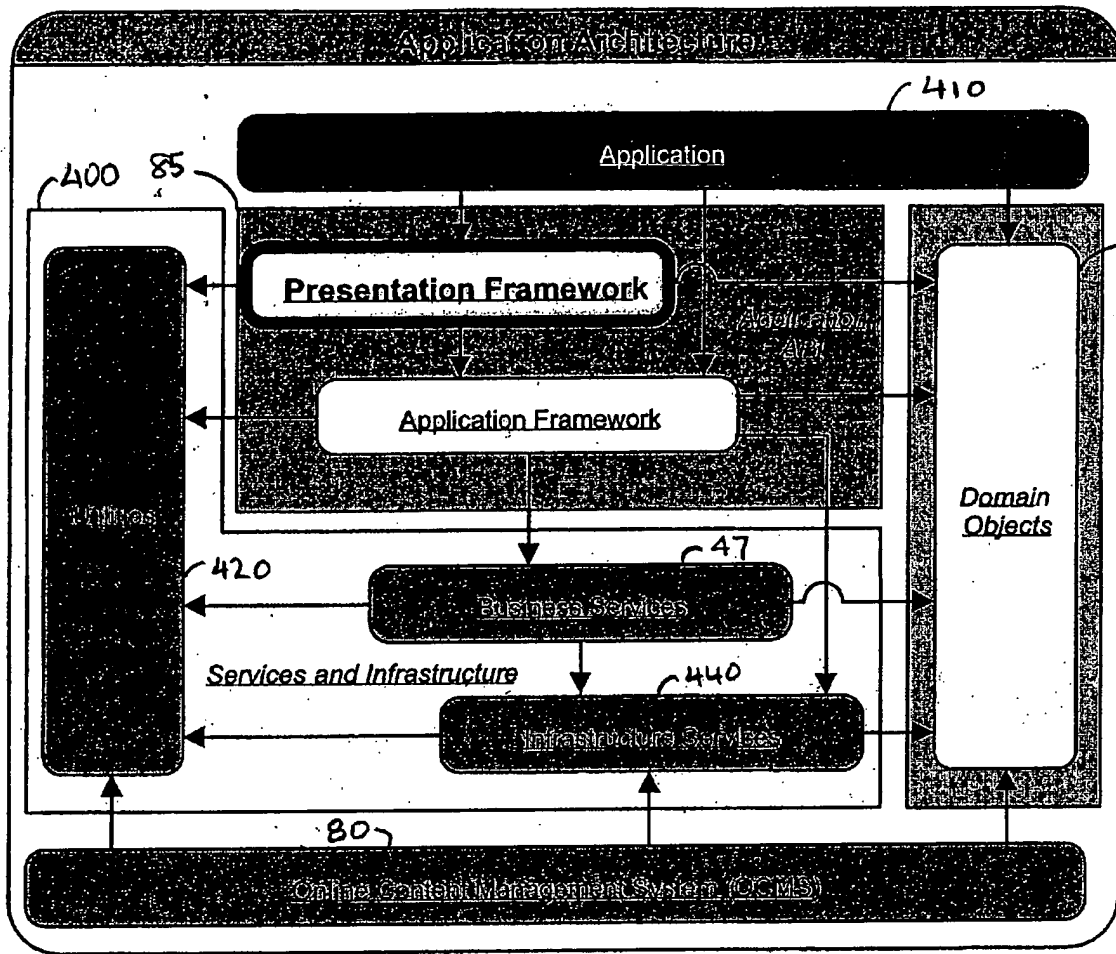 Application Architecture
410
Application
85
400
Presentation Framework
Application
API
Application Framework
Utilities
Domain
Objects
47
420
Business Services
Services and Infrastructure
440
Infrastructure Services
80
Online Content Management System (OCMS)